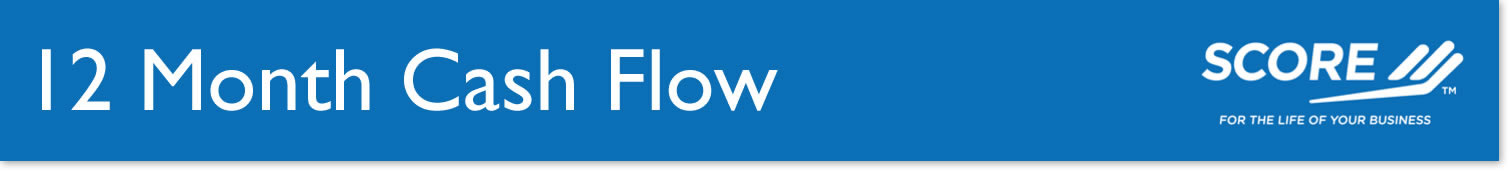 12 Month Cash Flow
SCORE
TM
FOR THE LIFE OF YOUR BUSINESS